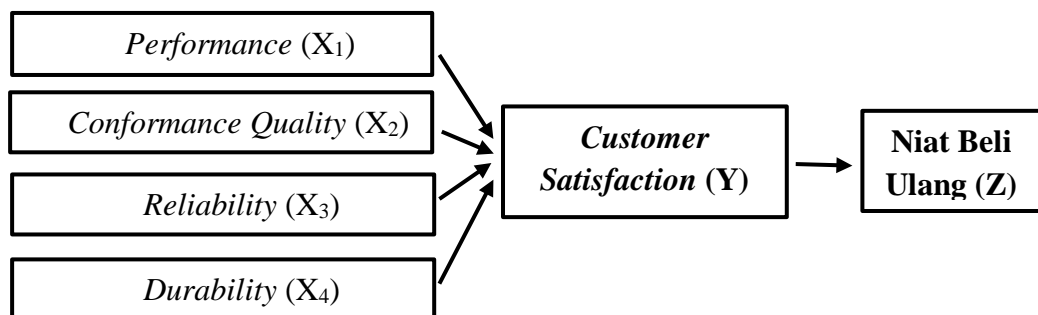 Performance (X₁)
Conformance Quality (X₂)
Reliability (X₃)
Durability (X₄)
Customer
Satisfaction (Y)
Niat Beli
Ulang (Z)